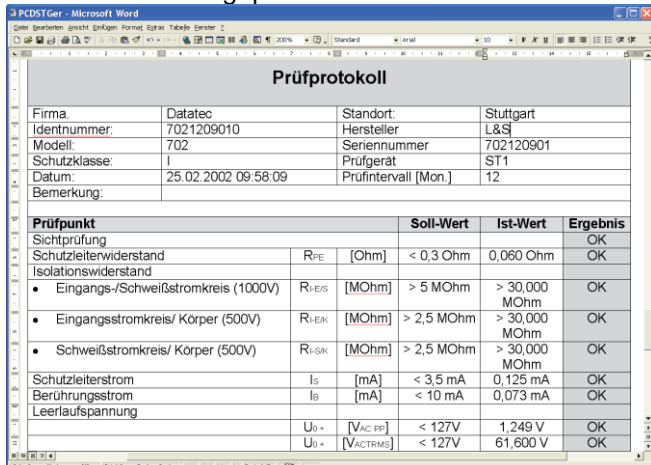 PCDSTGer - Microsoft Word
Datei Bearbeiten Ansicht Einfügen Format Extras Tabelle Fenster ?
200% Standard Arial 10 F K U
Prüfprotokoll
Firma. Datatec Standort: Stuttgart
Identnummer: 7021209010 Hersteller L&S
Modell: 702 Seriennummer 702120901
Schutzklasse: I Prüfgerät ST1
Datum: 25.02.2002 09:58:09 Prüfintervall [Mon.] 12
Bemerkung:
Prüfpunkt Soll-Wert Ist-Wert Ergebnis
Sichtprüfung OK
Schutzleiterwiderstand RPE [Ohm] < 0,3 Ohm 0,060 Ohm OK
Isolationswiderstand
• Eingangs-/Schweißstromkreis (1000V) RI-E/S [MOhm] > 5 MOhm > 30,000 MOhm OK
• Eingangsstromkreis/ Körper (500V) RI-E/K [MOhm] > 2,5 MOhm > 30,000 MOhm OK
• Schweißstromkreis/ Körper (500V) RI-S/K [MOhm] > 2,5 MOhm > 30,000 MOhm OK
Schutzleiterstrom IS [mA] < 3,5 mA 0,125 mA OK
Berührungsstrom IB [mA] < 10 mA 0,073 mA OK
Leerlaufspannung
U0 + [VAC PP] < 127V 1,249 V OK
U0 + [VACTRMS] < 127V 61,600 V OK